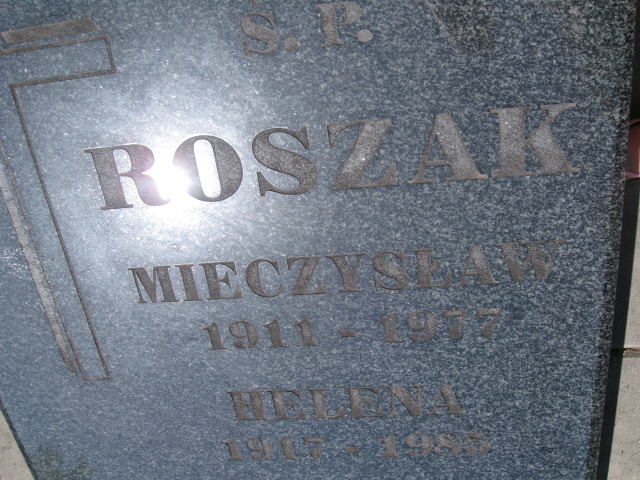 Ś. P.
ROSZAK
MIECZYSŁAW
1911 - 1977
HELENA
1917 - 1985